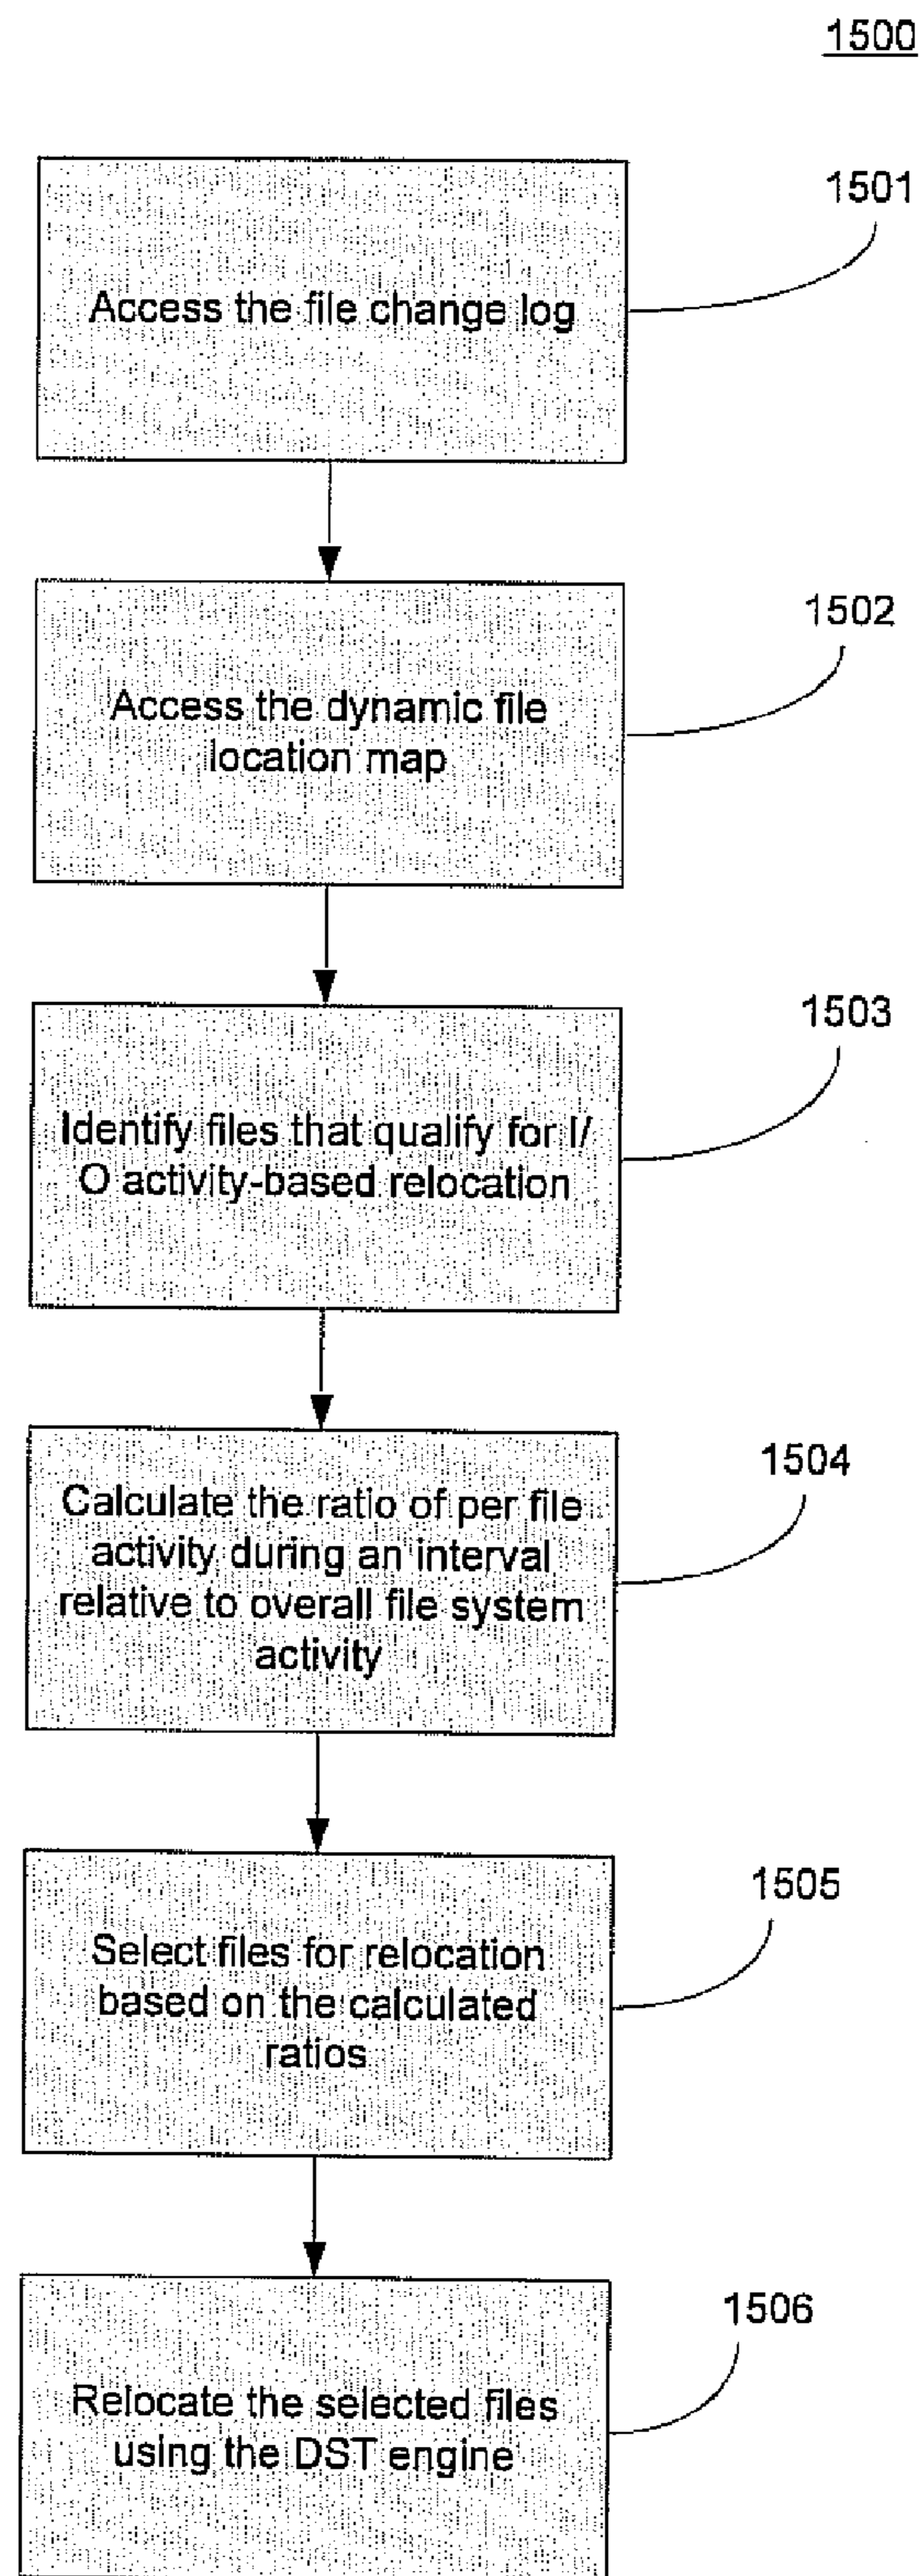 1500
1501
Access the file change log
1502
Access the dynamic file
location map
1503
Identify files that qualify for I/
O activity-based relocation
1504
Calculate the ratio of per file
activity during an interval
relative to overall file system
activity
1505
Select files for relocation
based on the calculated
ratios
1506
Relocate the selected files
using the DST engine